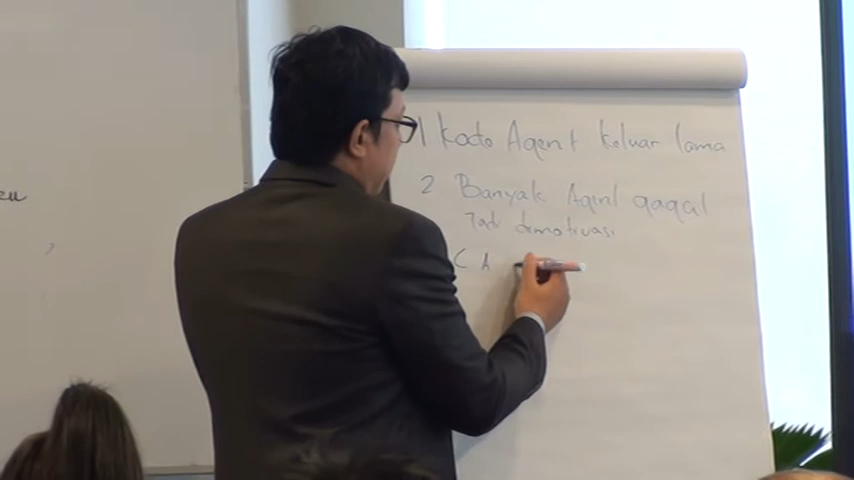 1 Kode Agent keluar lama
2 Banyak Agent gagal
Jadi demotivasi
C A